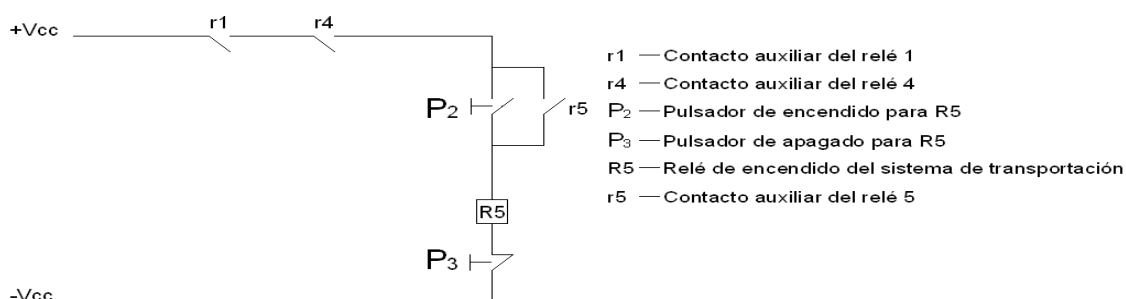 +Vcc
r1
r4
P₂
r5
R5
P₃
-Vcc
r1 — Contacto auxiliar del relé 1
r4 — Contacto auxiliar del relé 4
P₂ — Pulsador de encendido para R5
P₃ — Pulsador de apagado para R5
R5 — Relé de encendido del sistema de transportación
r5 — Contacto auxiliar del relé 5